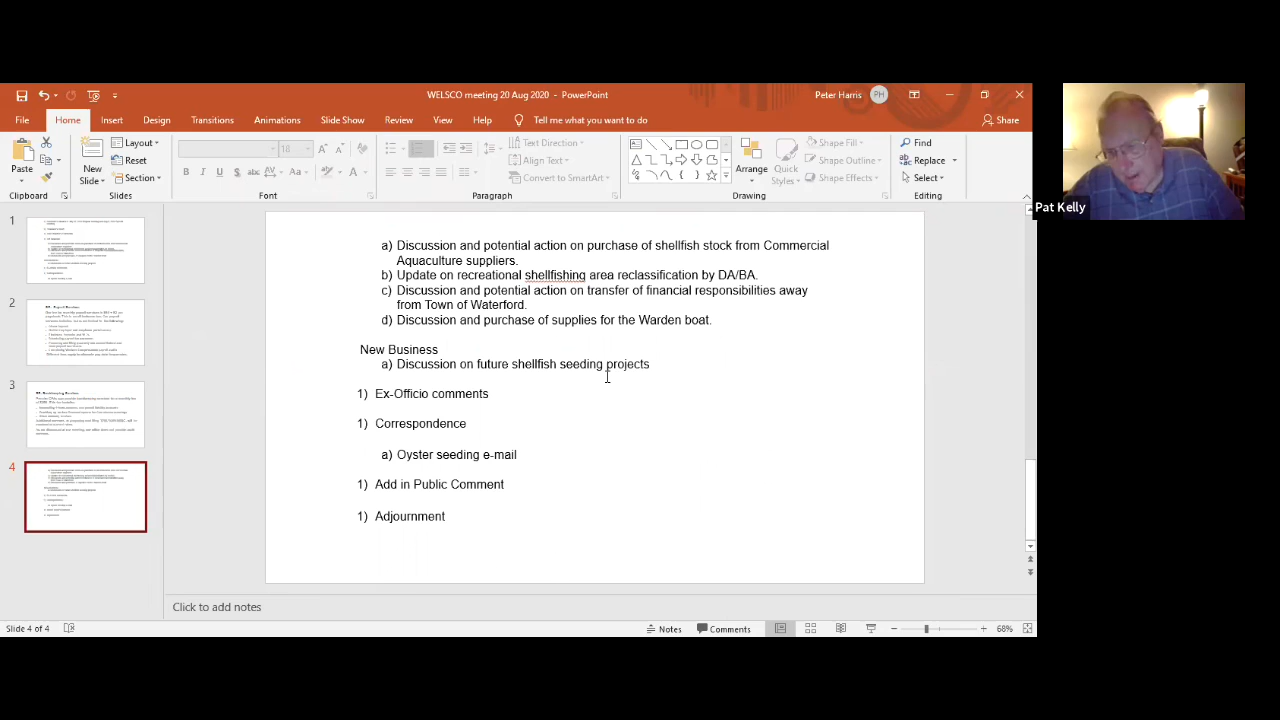 WELSCO meeting 20 Aug 2020 - PowerPoint
Peter Harris
PH
File
Home
Insert
Design
Transitions
Animations
Slide Show
Review
View
Help
Tell me what you want to do
Share
Paste
Clipboard
New Slide
Layout
Reset
Section
Slides
18
B
I
U
S
Aa
A
Font
Text Direction
Align Text
Convert to SmartArt
Paragraph
Arrange
Quick Styles
Shape Fill
Shape Outline
Shape Effects
Drawing
Find
Replace
Select
Editing
Pat Kelly
1
2
3
4
a) Discussion and potential action on purchase of shellfish stock from commercial
Aquaculture suppliers.
b) Update on recreational shellfishing area reclassification by DA/BA.
c) Discussion and potential action on transfer of financial responsibilities away
from Town of Waterford.
d) Discussion and purchase of supplies for the Warden boat.
New Business
a) Discussion on future shellfish seeding projects
1) Ex-Officio comments
1) Correspondence
a) Oyster seeding e-mail
1) Add in Public Comment
1) Adjournment
Click to add notes
Slide 4 of 4
Notes
Comments
68%